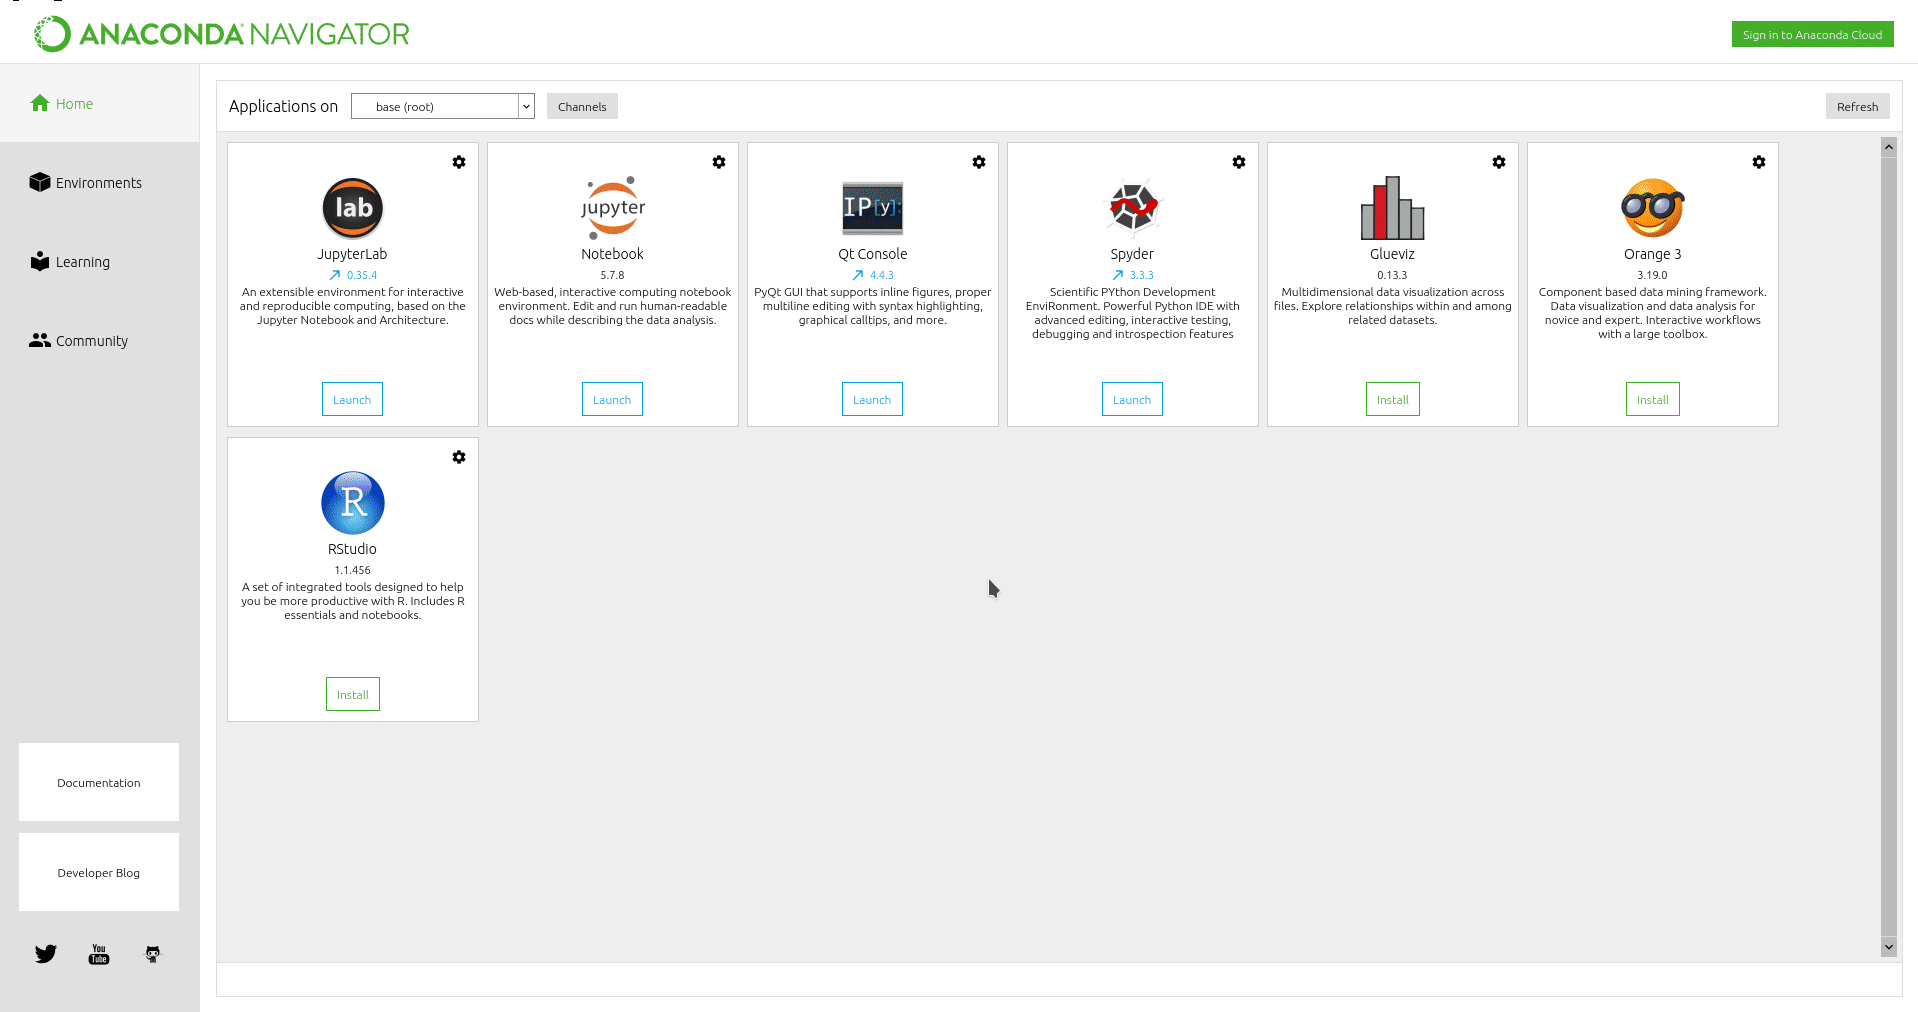 ANACONDA NAVIGATOR
Sign in to Anaconda Cloud
Home
Environments
Learning
Community
Documentation
Developer Blog
You
Tube
Applications on
base (root)
Channels
Refresh
lab
JupyterLab
0.35.4
An extensible environment for interactive
and reproducible computing, based on the
Jupyter Notebook and Architecture.
Launch
jupyter
Notebook
5.7.8
Web-based, interactive computing notebook
environment. Edit and run human-readable
docs while describing the data analysis.
Launch
IP[y]:
Qt Console
4.4.3
PyQt GUI that supports inline figures, proper
multiline editing with syntax highlighting,
graphical calltips, and more.
Launch
Spyder
3.3.3
Scientific PYthon Development
EnviRonment. Powerful Python IDE with
advanced editing, interactive testing,
debugging and introspection features
Launch
Glueviz
0.13.3
Multidimensional data visualization across
files. Explore relationships within and among
related datasets.
Install
Orange 3
3.19.0
Component based data mining framework.
Data visualization and data analysis for
novice and expert. Interactive workflows
with a large toolbox.
Install
R
RStudio
1.1.456
A set of integrated tools designed to help
you be more productive with R. Includes R
essentials and notebooks.
Install